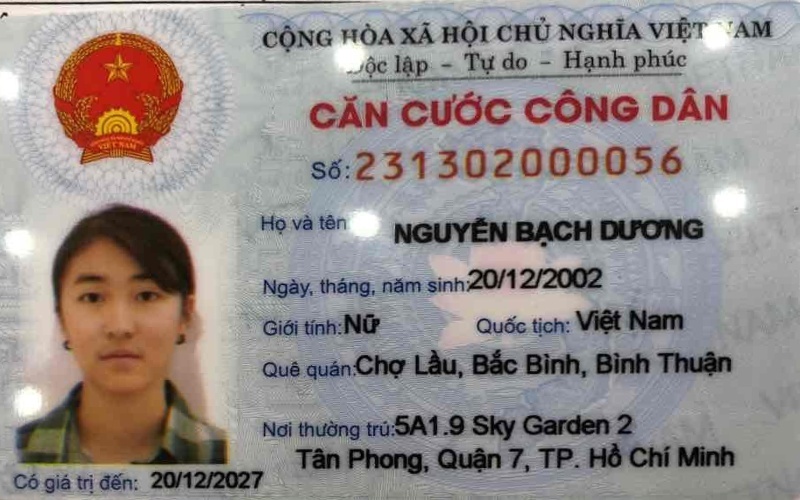 CỘNG HÒA XÃ HỘI CHỦ NGHĨA VIỆT NAM
Độc lập - Tự do - Hạnh phúc
CĂN CƯỚC CÔNG DÂN
Số: 231302000056
Họ và tên NGUYỄN BẠCH DƯƠNG
Ngày, tháng, năm sinh: 20/12/2002
Giới tính: Nữ Quốc tịch: Việt Nam
Quê quán: Chợ Lầu, Bắc Bình, Bình Thuận
Nơi thường trú: 5A1.9 Sky Garden 2
Tân Phong, Quận 7, TP. Hồ Chí Minh
Có giá trị đến: 20/12/2027
VIỆT NAM